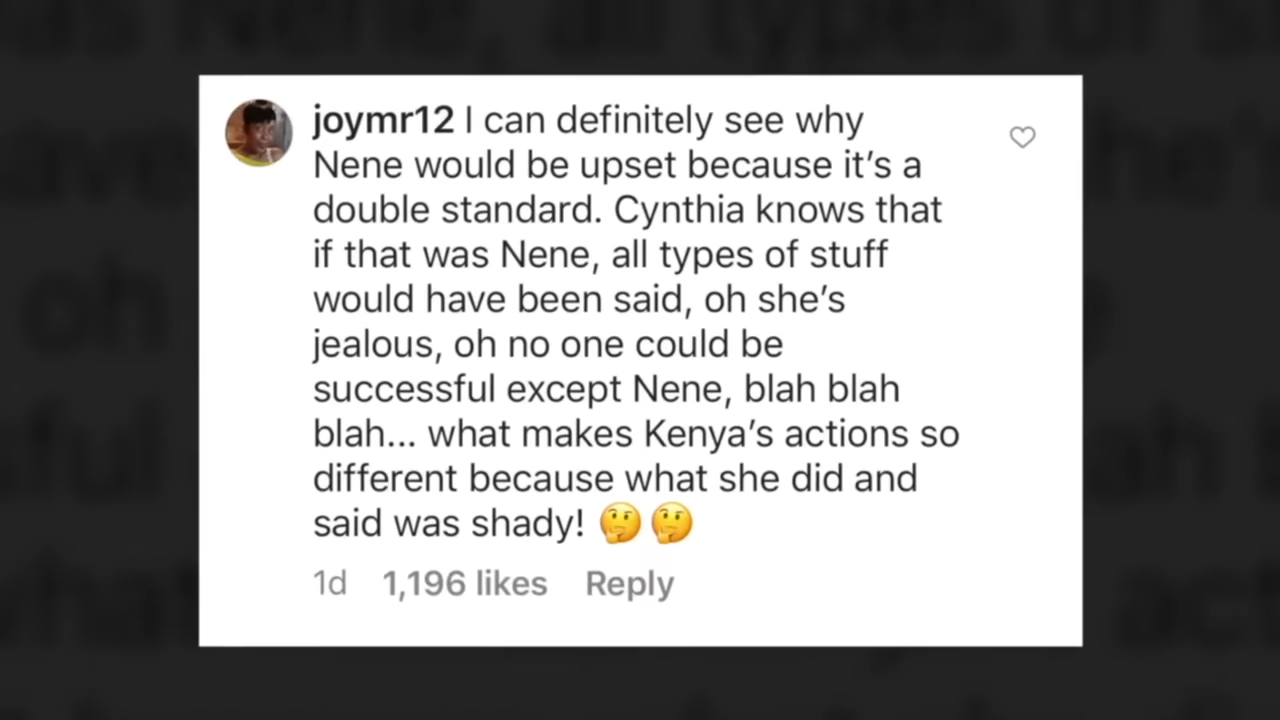 joymr12 I can definitely see why
Nene would be upset because it’s a
double standard. Cynthia knows that
if that was Nene, all types of stuff
would have been said, oh she’s
jealous, oh no one could be
successful except Nene, blah blah
blah... what makes Kenya’s actions so
different because what she did and
said was shady! 🤔🤔
1d 1,196 likes Reply